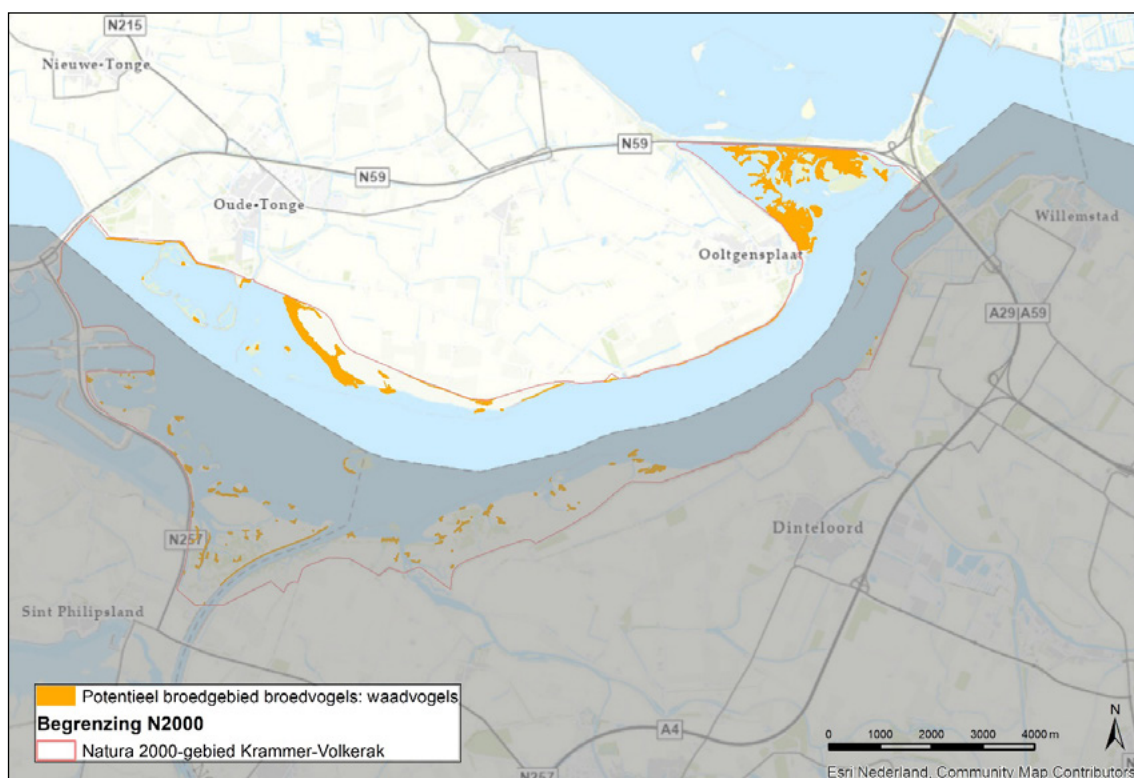 N215
Nieuwe-Tonge
N59
N59
Oude-Tonge
Willemstad
Ooltgensplaat
A29|A59
Dinteloord
N257
Sint Philipsland
Potentieel broedgebied broedvogels: waadvogels
Begrenzing N2000
Natura 2000-gebied Krammer-Volkerak
N
0 1000 2000 3000 4000 m
A4
N257
Esri Nederland, Community Map Contributors